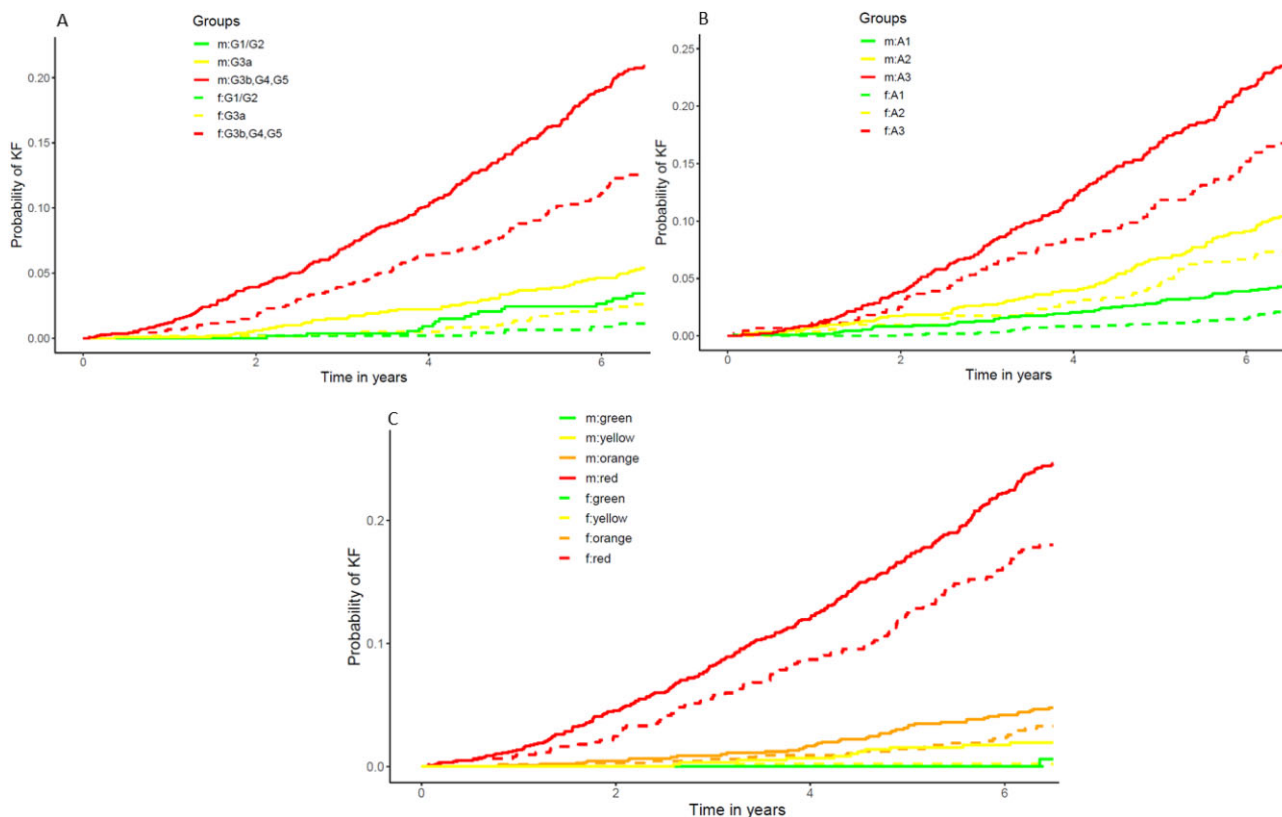 A
Groups
m:G1/G2
m:G3a
m:G3b,G4,G5
f:G1/G2
f:G3a
f:G3b,G4,G5
Probability of KF
0.20
0.15
0.10
0.05
0.00
0 2 4 6
Time in years
B
Groups
m:A1
m:A2
m:A3
f:A1
f:A2
f:A3
Probability of KF
0.25
0.20
0.15
0.10
0.05
0.00
0 2 4 6
Time in years
C
m:green
m:yellow
m:orange
m:red
f:green
f:yellow
f:orange
f:red
Probability of KF
0.2
0.1
0.0
0 2 4 6
Time in years